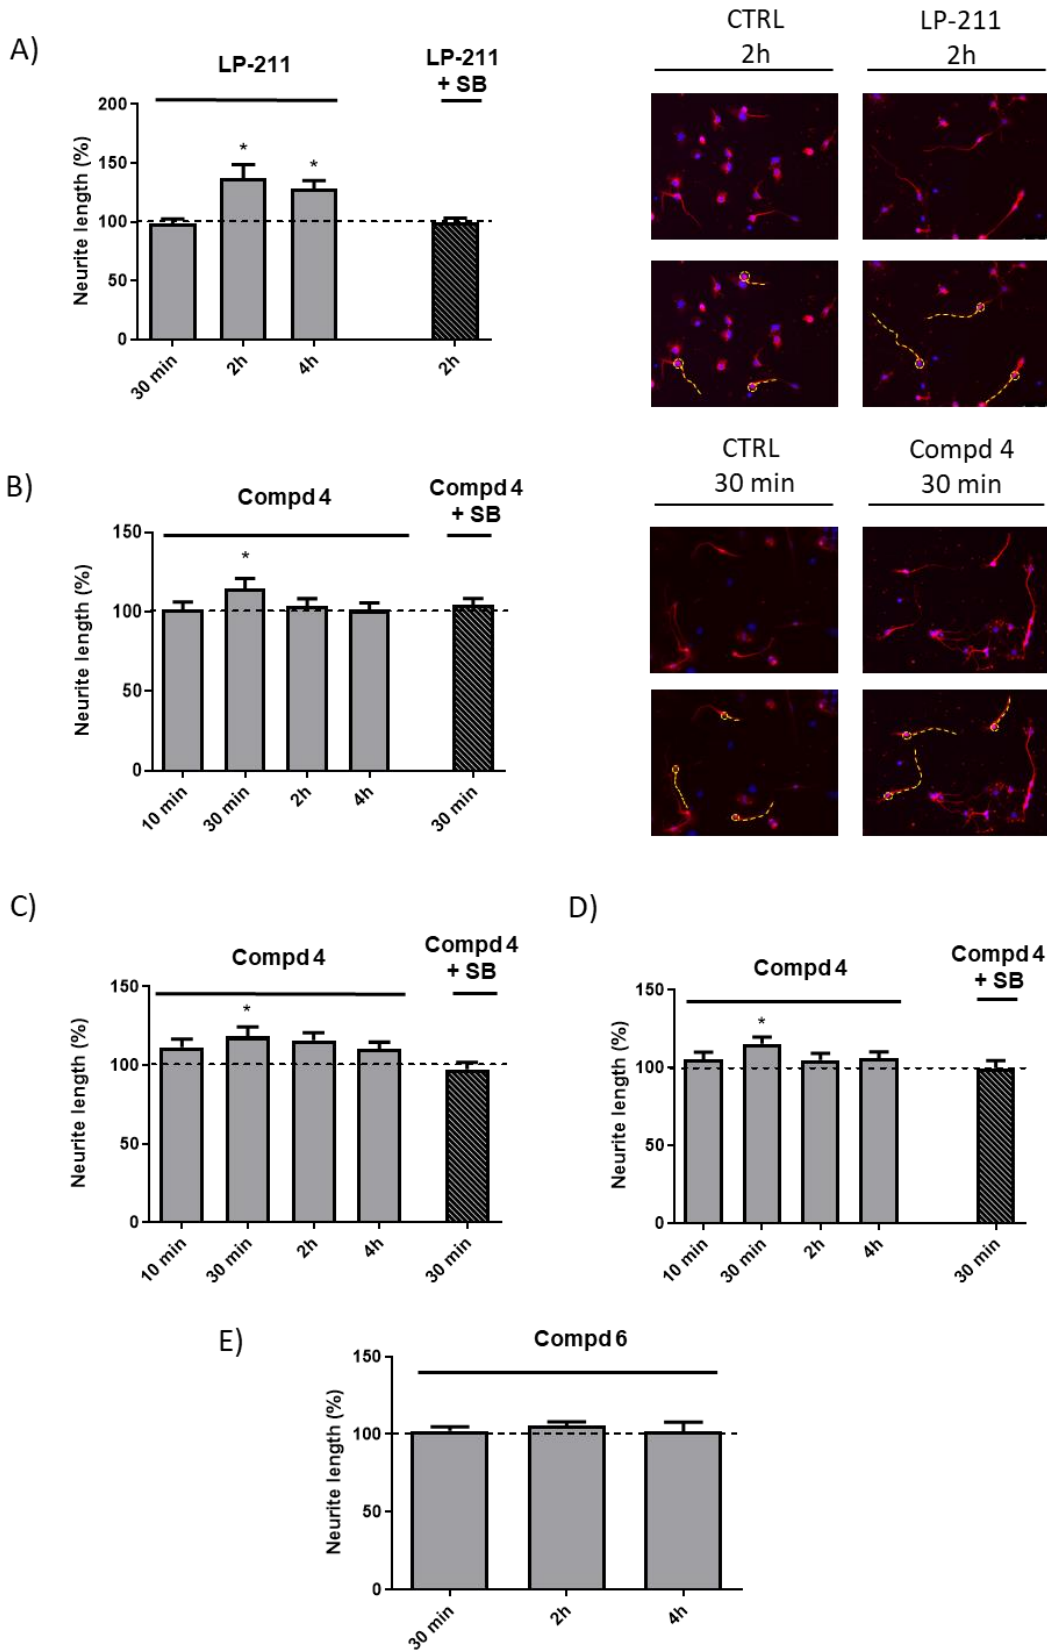 A)
LP-211
LP-211
+ SB
Neurite length (%)
200
150
100
50
0
30 min
2h
4h
2h
CTRL
2h
LP-211
2h
B)
Compd 4
Compd 4
+ SB
Neurite length (%)
150
100
50
0
10 min
30 min
2h
4h
30 min
*
*
*
CTRL
30 min
Compd 4
30 min
C)
Compd 4
Compd 4
+ SB
Neurite length (%)
150
100
50
0
*
10 min
30 min
2h
4h
30 min
D)
Compd 4
Compd 4
+ SB
Neurite length (%)
150
100
50
0
*
10 min
30 min
2h
4h
30 min
E)
Compd 6
Neurite length (%)
150
100
50
0
30 min
2h
4h